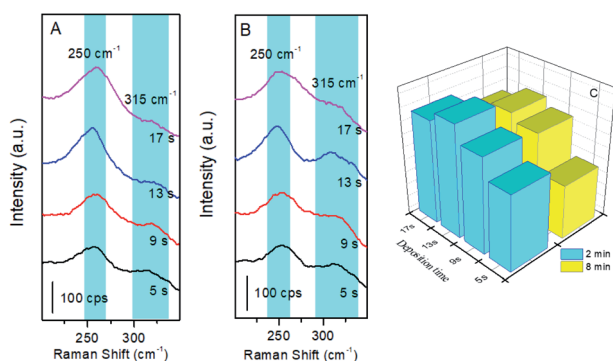 A
250 cm-1
315 cm-1
17 s
13 s
9 s
5 s
100 cps
Intensity (a.u.)
250
300
Raman Shift (cm-1)
B
250 cm-1
315 cm-1
17 s
13 s
9 s
5 s
100 cps
Intensity (a.u.)
250
300
Raman Shift (cm-1)
C
17s
13s
9s
5s
Deposition time
2 min
8 min